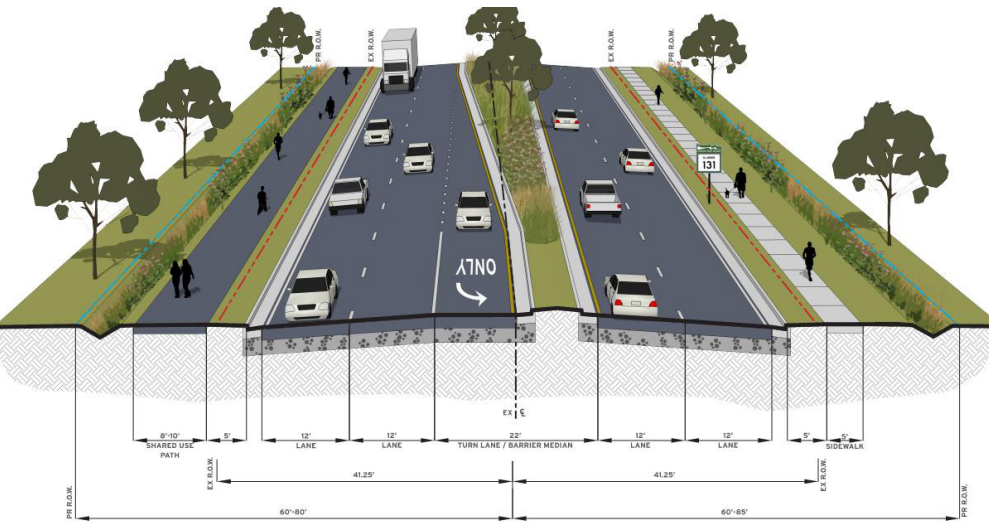 PR R.O.W.
EX R.O.W.
EX R.O.W.
PR R.O.W.
ILLINOIS
131
ONLY
EX ℄
8'-10'
5'
12'
12'
22'
12'
12'
5'
5'
SHARED USE
PATH
LANE
LANE
TURN LANE / BARRIER MEDIAN
LANE
LANE
SIDEWALK
EX R.O.W.
41.25'
41.25'
EX R.O.W.
PR R.O.W.
60'-80'
60'-85'
PR R.O.W.